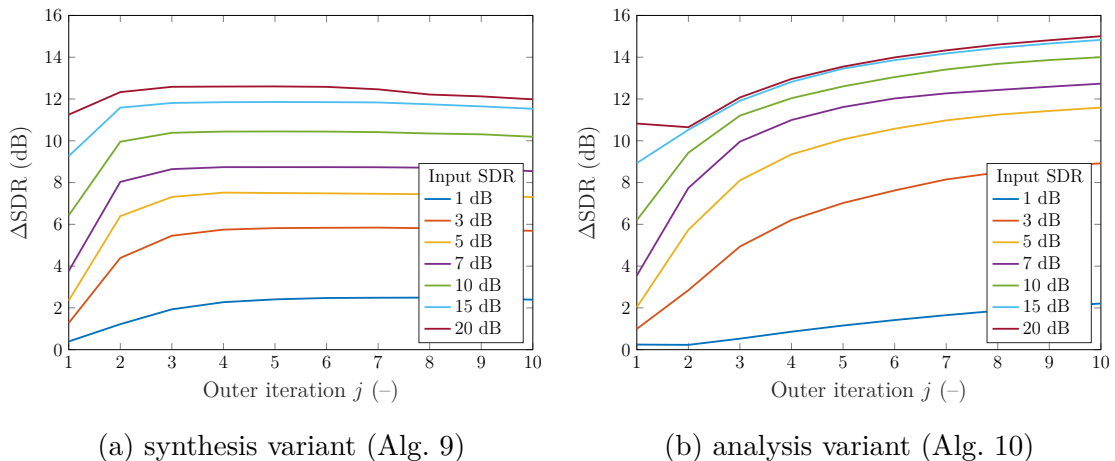 16
14
12
10
8
6
4
2
0
ΔSDR (dB)
1 2 3 4 5 6 7 8 9 10
Outer iteration j (–)
Input SDR
1 dB
3 dB
5 dB
7 dB
10 dB
15 dB
20 dB
(a) synthesis variant (Alg. 9)
16
14
12
10
8
6
4
2
0
ΔSDR (dB)
1 2 3 4 5 6 7 8 9 10
Outer iteration j (–)
Input SDR
1 dB
3 dB
5 dB
7 dB
10 dB
15 dB
20 dB
(b) analysis variant (Alg. 10)